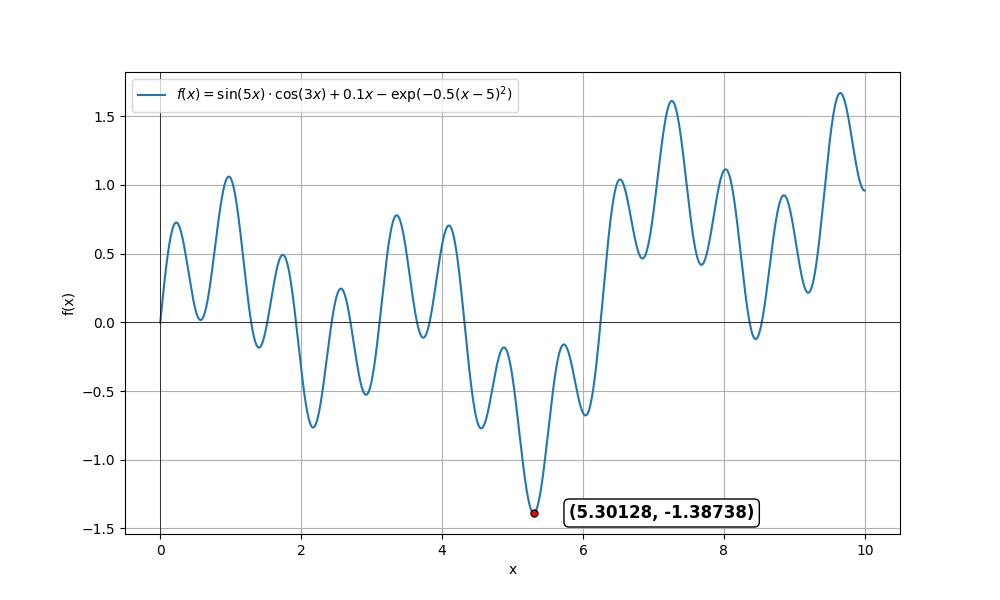 f(x) = sin(5x) · cos(3x) + 0.1x − exp(−0.5(x − 5)²)
1.5
1.0
0.5
0.0
−0.5
−1.0
−1.5
f(x)
(5.30128, -1.38738)
0 2 4 6 8 10
x